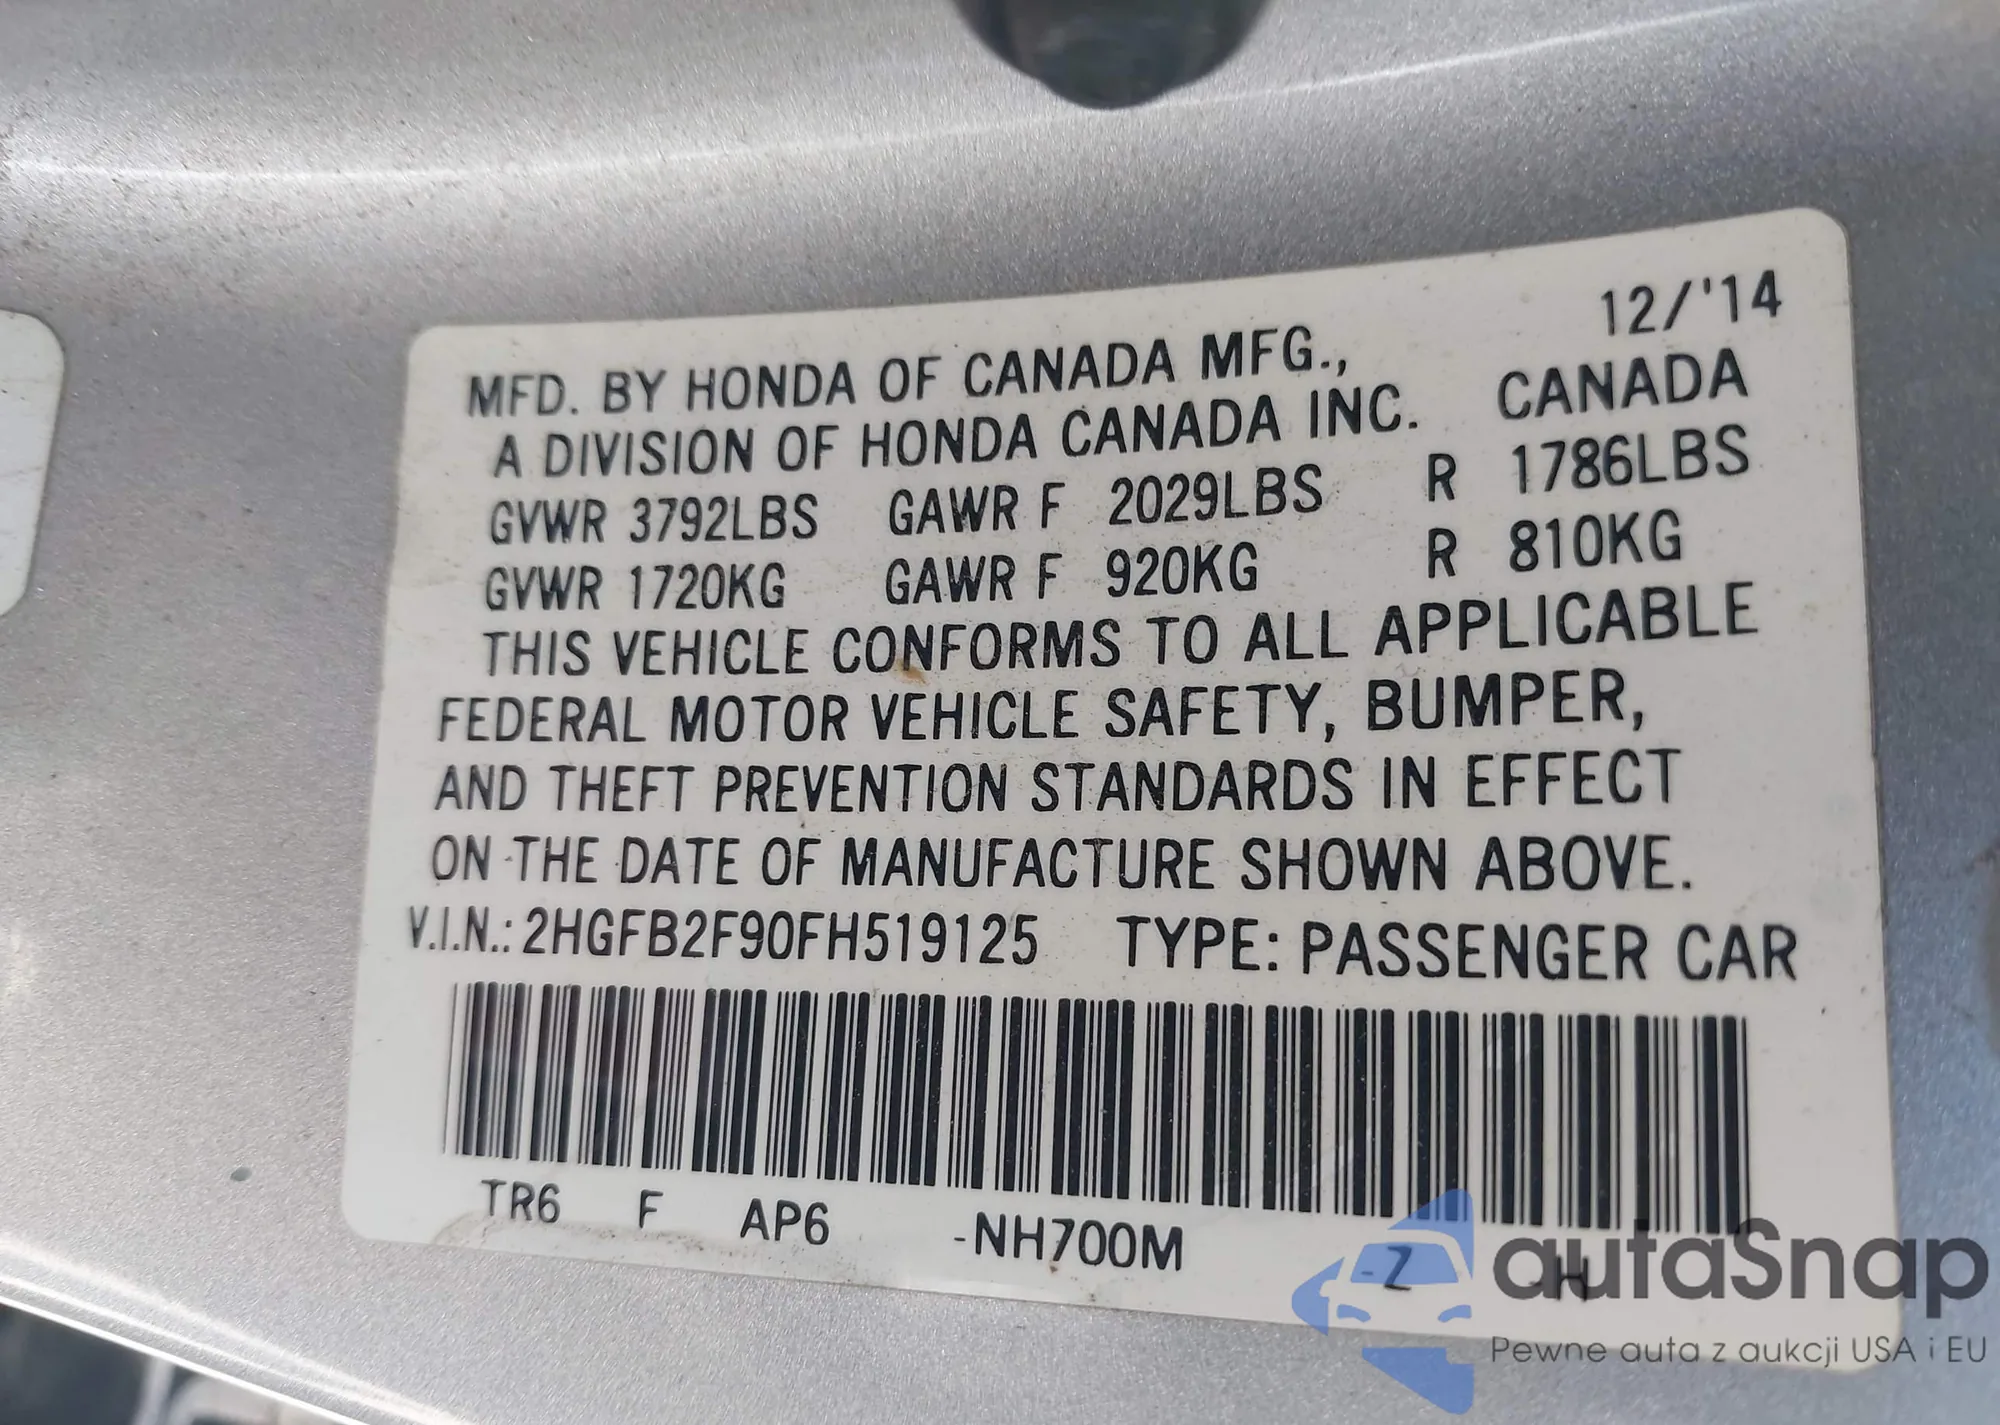 12/'14
MFD. BY HONDA OF CANADA MFG.,
A DIVISION OF HONDA CANADA INC. CANADA
GVWR 3792LBS GAWR F 2029LBS R 1786LBS
GVWR 1720KG GAWR F 920KG R 810KG
THIS VEHICLE CONFORMS TO ALL APPLICABLE
FEDERAL MOTOR VEHICLE SAFETY, BUMPER,
AND THEFT PREVENTION STANDARDS IN EFFECT
ON THE DATE OF MANUFACTURE SHOWN ABOVE.
V.I.N.: 2HGFB2F90FH519125 TYPE: PASSENGER CAR
TR6 F AP6 -NH700M -Z -H
autaSnap
Pewne auta z aukcji USA i EU